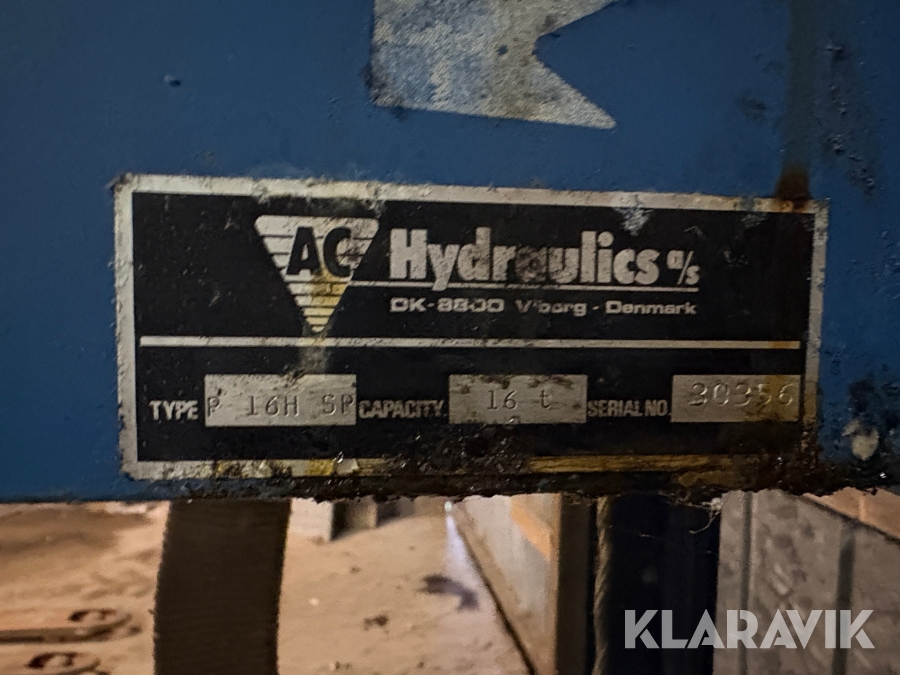 AC Hydraulics a/s
DK-8800 Viborg - Denmark
TYPE P 16H SP CAPACITY. 16 t SERIAL NO. 30356
KLARAVIK